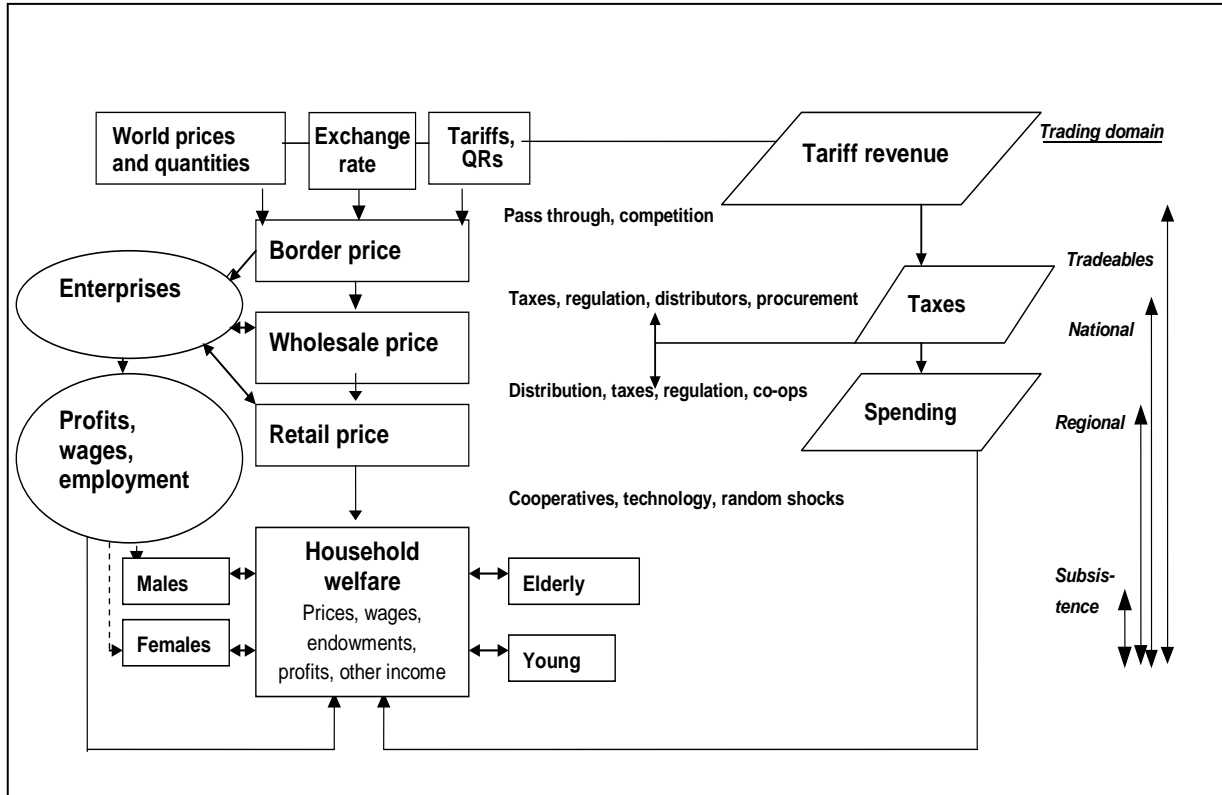 World prices
and quantities
Exchange
rate
Tariffs,
QRs
Tariff revenue
Trading domain
Pass through, competition
Border price
Tradeables
Enterprises
Taxes, regulation, distributors, procurement
Taxes
National
Wholesale price
Distribution, taxes, regulation, co-ops
Spending
Regional
Profits,
wages,
employment
Retail price
Cooperatives, technology, random shocks
Household
welfare
Prices, wages,
endowments,
profits, other income
Males
Females
Elderly
Young
Subsis-
tence